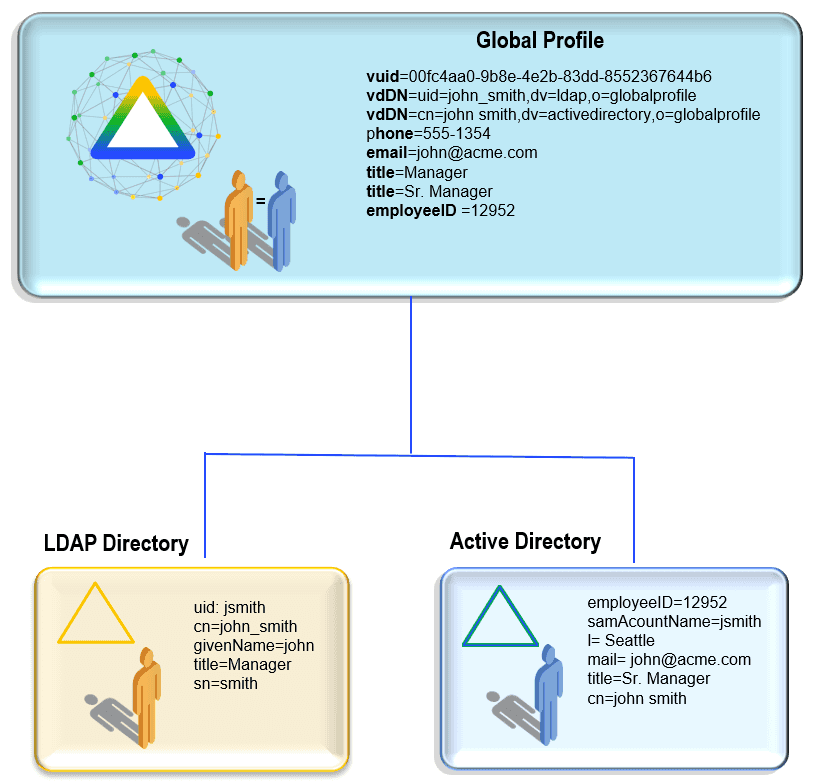 Global Profile
vuid=00fc4aa0-9b8e-4e2b-83dd-8552367644b6
vdDN=uid=john_smith,dv=ldap,o=globalprofile
vdDN=cn=john smith,dv=activedirectory,o=globalprofile
phone=555-1354
email=john@acme.com
title=Manager
title=Sr. Manager
employeeID =12952
=
LDAP Directory
uid: jsmith
cn=john_smith
givenName=john
title=Manager
sn=smith
Active Directory
employeeID=12952
samAcountName=jsmith
l= Seattle
mail= john@acme.com
title=Sr. Manager
cn=john smith